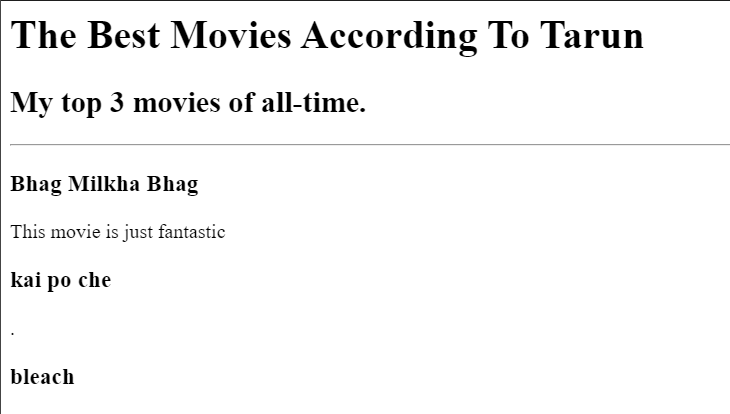 The Best Movies According To Tarun
My top 3 movies of all-time.
Bhag Milkha Bhag
This movie is just fantastic
kai po che
.
bleach